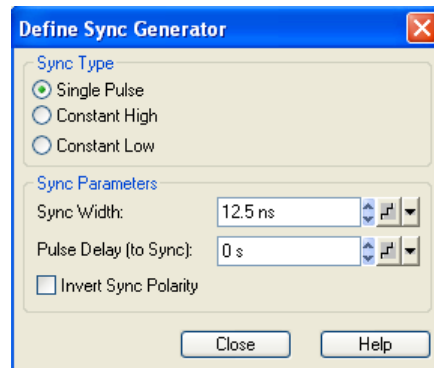 Define Sync Generator
Sync Type
Single Pulse
Constant High
Constant Low
Sync Parameters
Sync Width: 12.5 ns
Pulse Delay (to Sync): 0 s
Invert Sync Polarity
Close Help